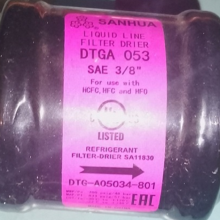 SANHUA
LIQUID LINE
FILTER DRIER
DTGA 053
SAE 3/8"
For use with
HCFC, HFC and HFO
LISTED
REFRIGERANT
FILTER-DRIER SA11830
DTG-A05034-801
EAC